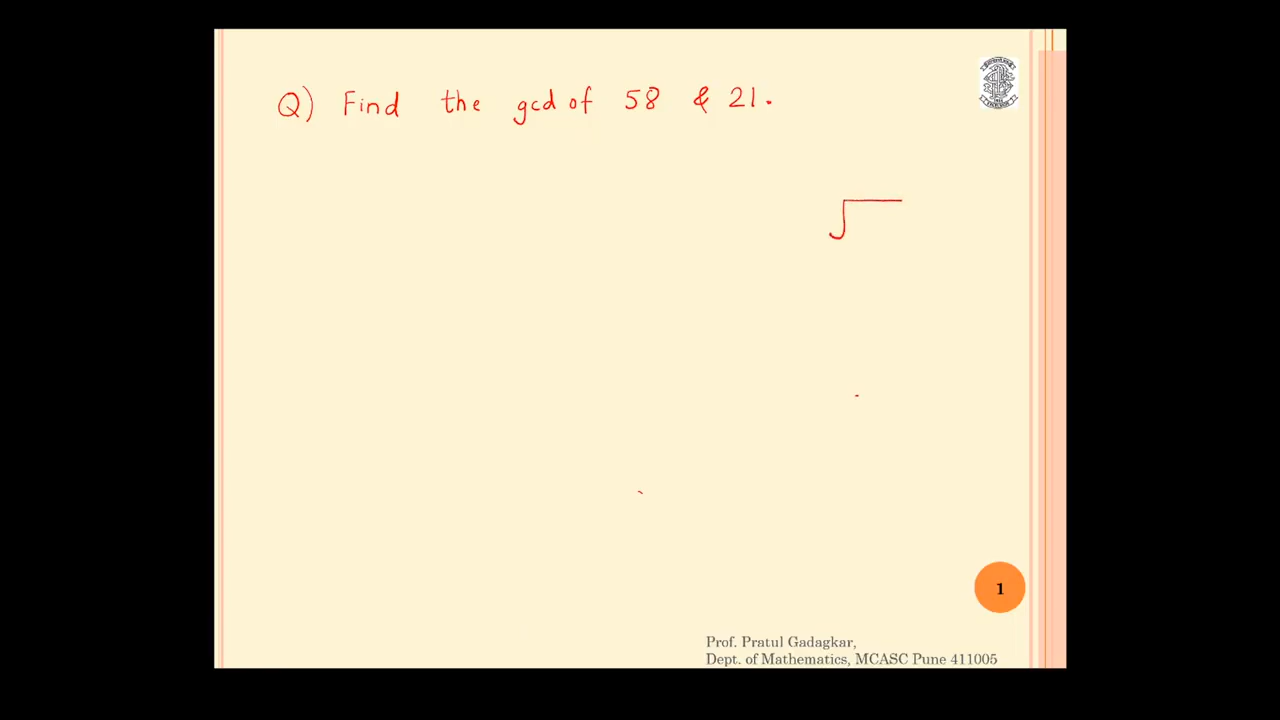 Q) Find the gcd of 58 & 21.
1
Prof. Pratul Gadagkar,
Dept. of Mathematics, MCASC Pune 411005